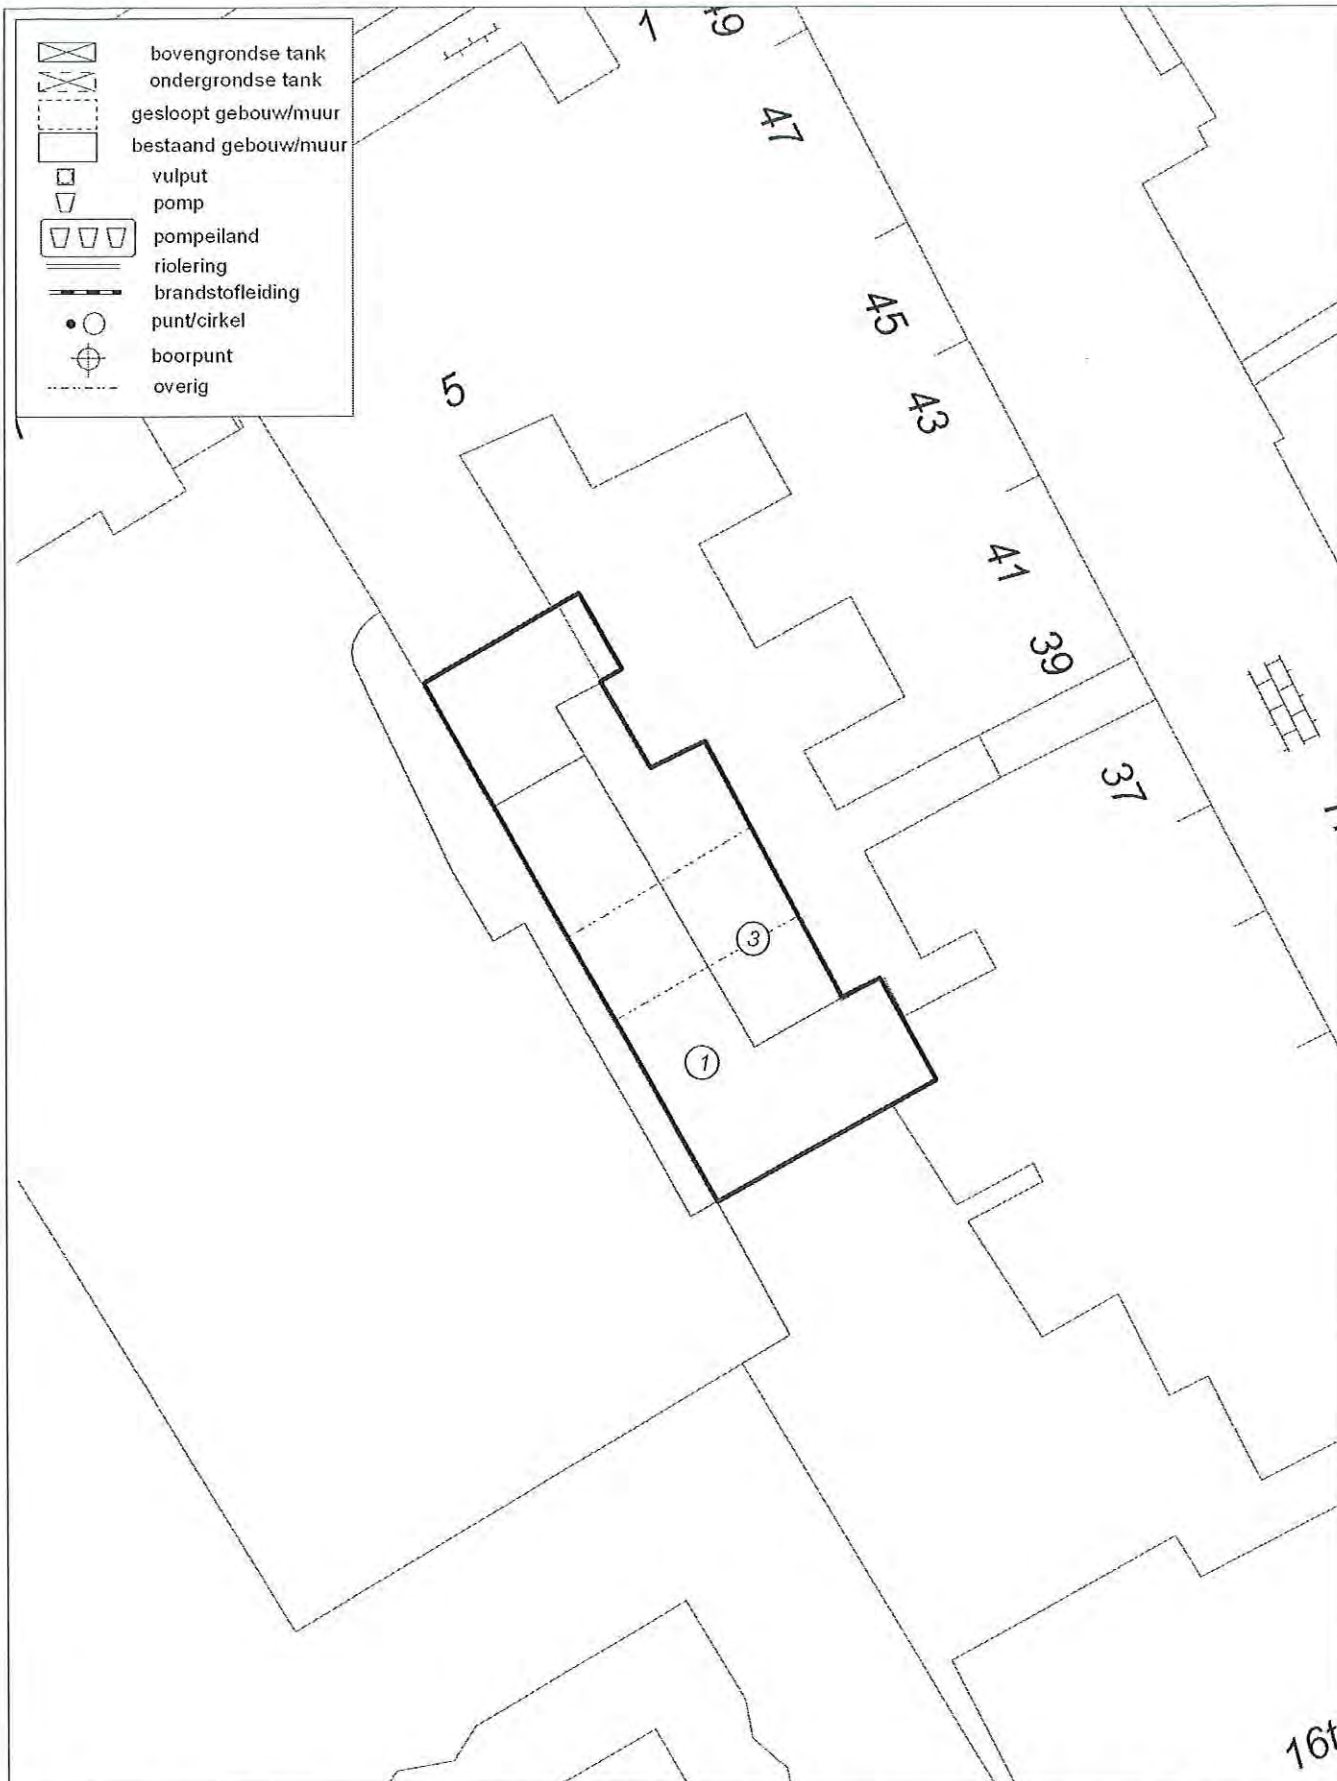 bovengrondse tank
ondergrondse tank
gesloopt gebouw/muur
bestaand gebouw/muur
vulput
pomp
pompeiland
riolering
brandstofleiding
punt/cirkel
boorpunt
overig
1
49
47
45
43
5
41
39
37
3
1